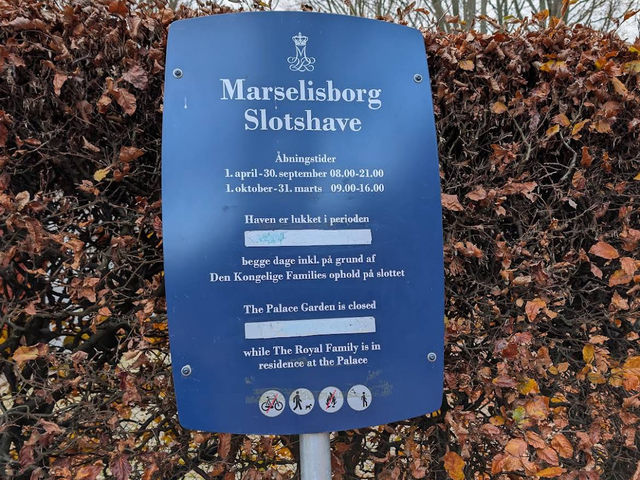 Marselisborg
Slotshave
Åbningstider
1. april - 30. september 08.00-21.00
1. oktober - 31. marts 09.00-16.00
Haven er lukket i perioden
begge dage inkl. på grund af
Den Kongelige Families ophold på slottet
The Palace Garden is closed
while The Royal Family is in
residence at the Palace